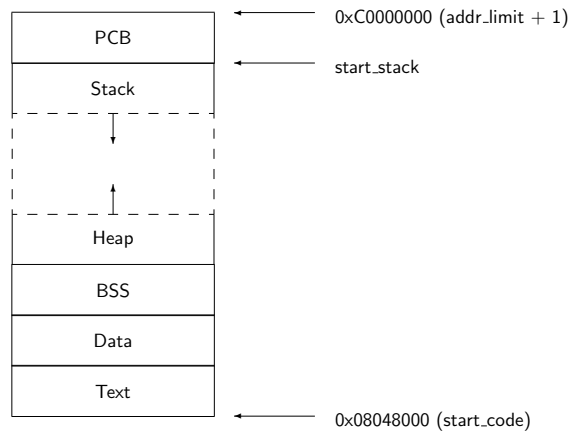 0xC0000000 (addr_limit + 1)
PCB
start_stack
Stack
Heap
BSS
Data
Text
0x08048000 (start_code)